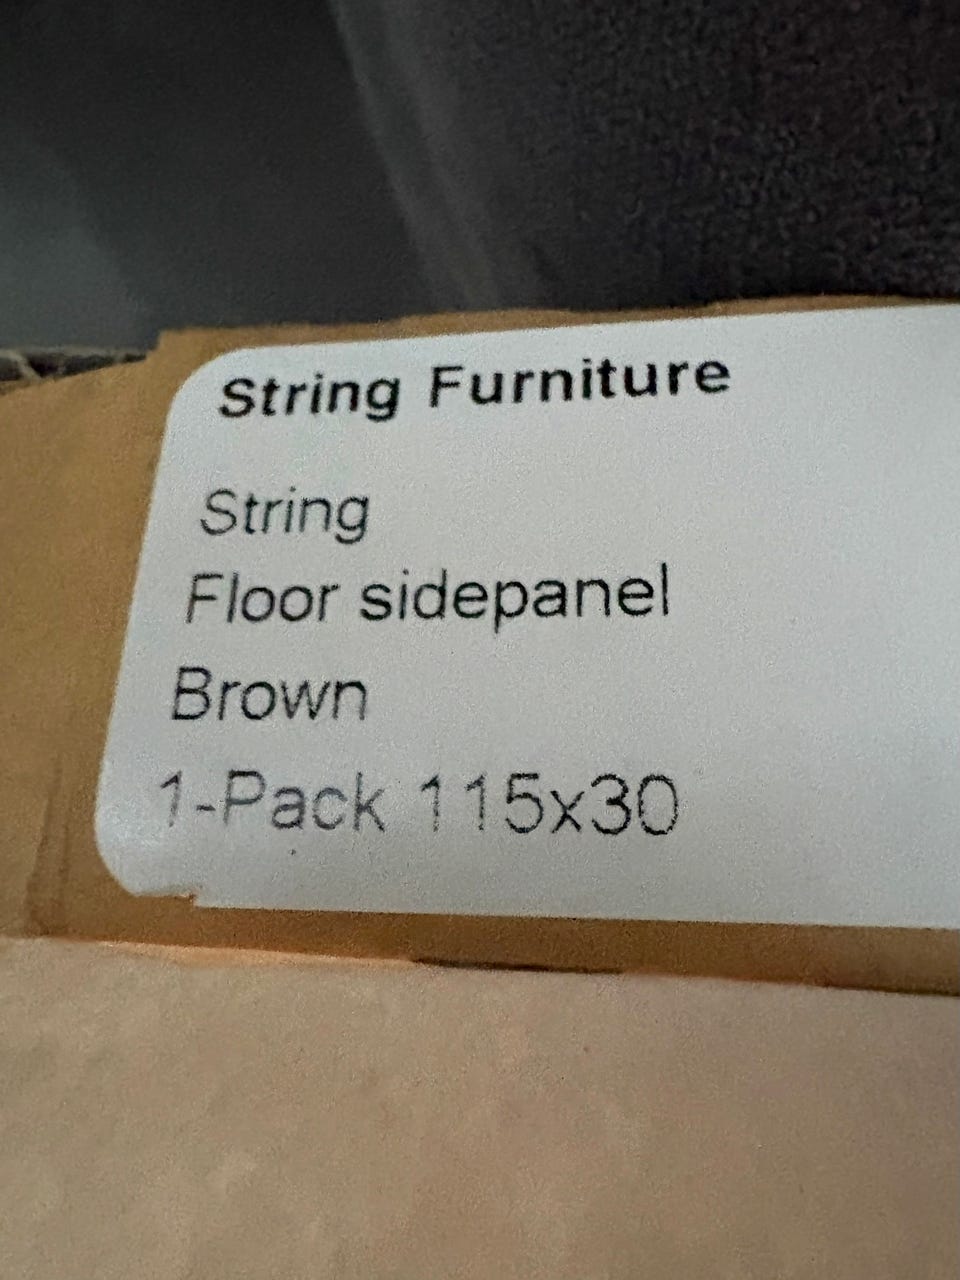 String Furniture
String
Floor sidepanel
Brown
1-Pack 115x30